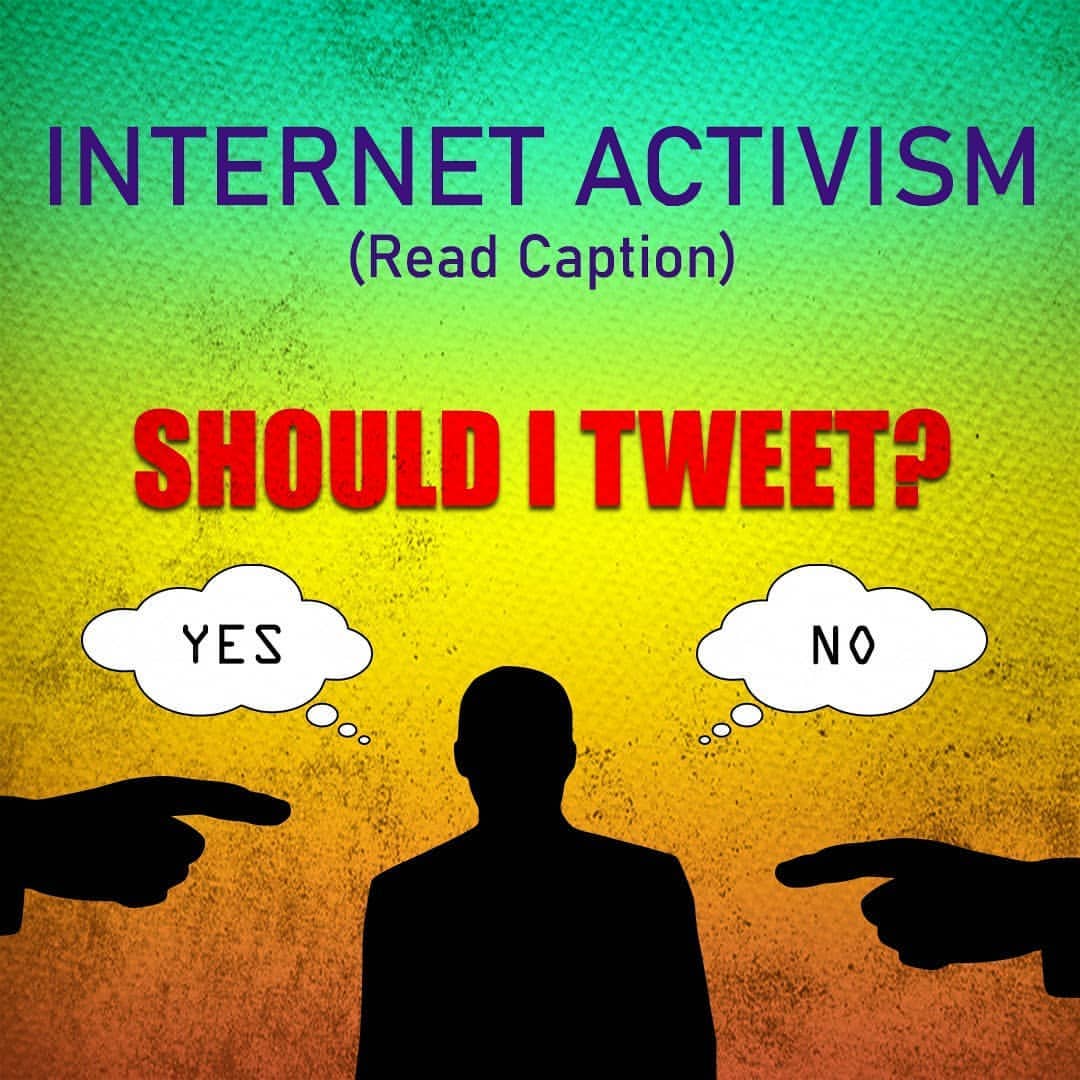 INTERNET ACTIVISM
(Read Caption)
SHOULD I TWEET?
YES
NO